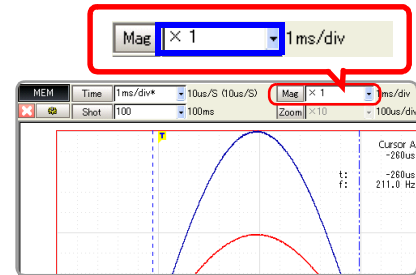 Mag × 1 1ms/div
MEM Time 1ms/div* 10us/S (10us/S) Mag × 1 1ms/div
Shot 100 100ms Zoom ×10 100us/div
T
Cursor A
-260us
t: -260us
f: 211.0 Hz